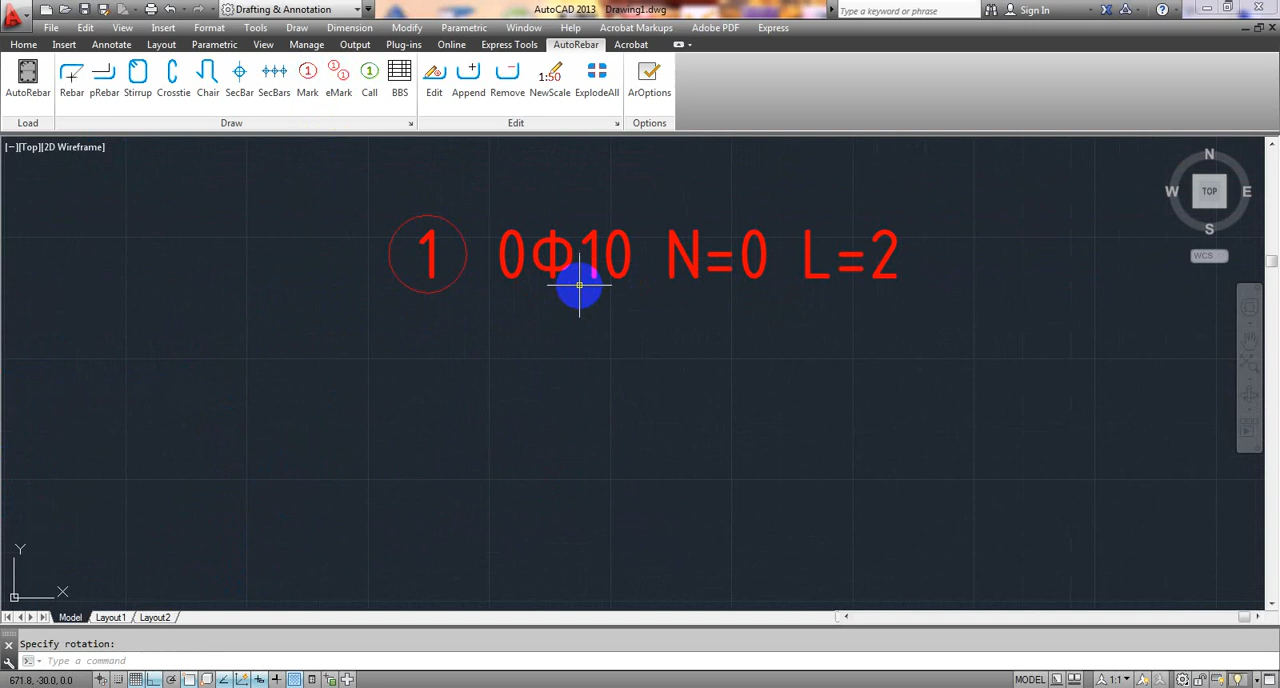 Drafting & Annotation
AutoCAD 2013 Drawing1.dwg
Type a keyword or phrase
Sign In
File Edit View Insert Format Tools Draw Dimension Modify Parametric Window Help Acrobat Markups Adobe PDF Express
Home Insert Annotate Layout Parametric View Manage Output Plug-ins Online Express Tools AutoRebar Acrobat
1 1 1 1 1:50
AutoRebar Rebar pRebar Stirrup Crosstie Chair SecBar SecBars Mark eMark Call BBS Edit Append Remove NewScale ExplodeAll ArOptions
Load Draw Edit Options
[−][Top][2D Wireframe]
N
W TOP E
S
WCS
1 0Φ10 N=0 L=2
Y
X
Model Layout1 Layout2
Specify rotation:
Type a command
671.8, -30.0, 0.0 MODEL 1:1